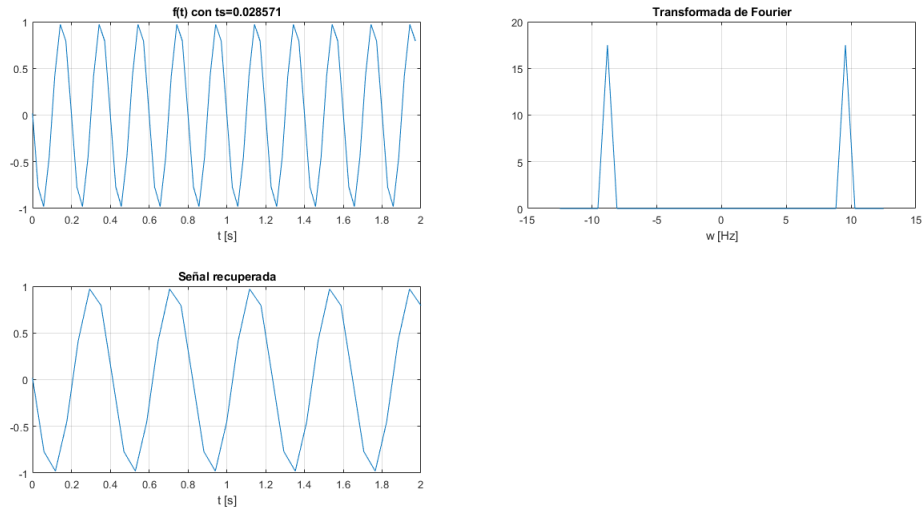 f(t) con ts=0.028571
1
0.5
0
-0.5
-1
0 0.2 0.4 0.6 0.8 1 1.2 1.4 1.6 1.8 2
t [s]
Transformada de Fourier
20
15
10
5
0
-15 -10 -5 0 5 10 15
w [Hz]
Señal recuperada
1
0.5
0
-0.5
-1
0 0.2 0.4 0.6 0.8 1 1.2 1.4 1.6 1.8 2
t [s]